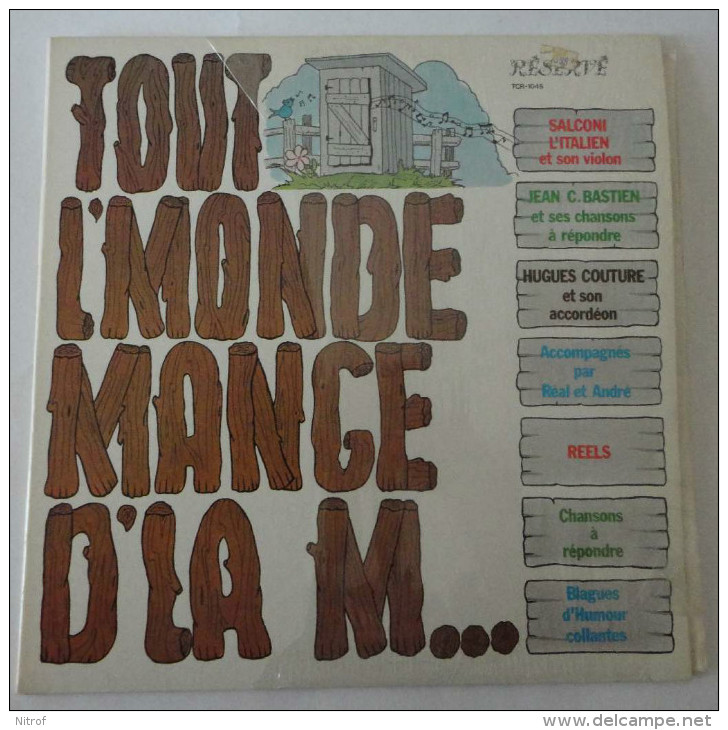 TOUT
L'MONDE
MANGE
D'LA M...
RÉSERVÉ
TCR-1046
SALCONI
L'ITALIEN
et son violon
JEAN C. BASTIEN
et ses chansons
à répondre
HUGUES COUTURE
et son
accordéon
Accompagnés
par
Réal et André
REELS
Chansons
à
répondre
Blagues
d'Humour
collantes
Nitrof
www.delcampe.net